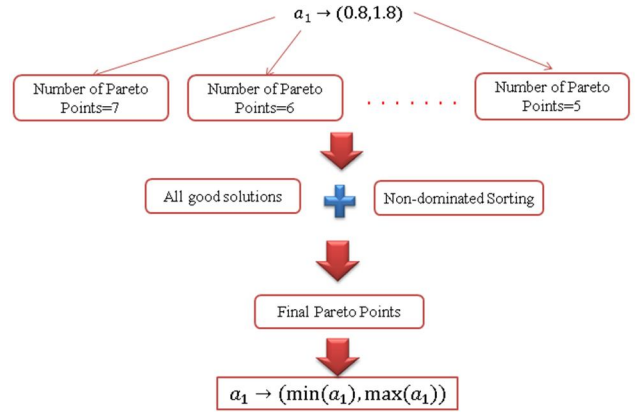 a₁ → (0.8,1.8)
Number of Pareto
Points=7
Number of Pareto
Points=6
Number of Pareto
Points=5
All good solutions
Non-dominated Sorting
Final Pareto Points
a₁ → (min(a₁), max(a₁))